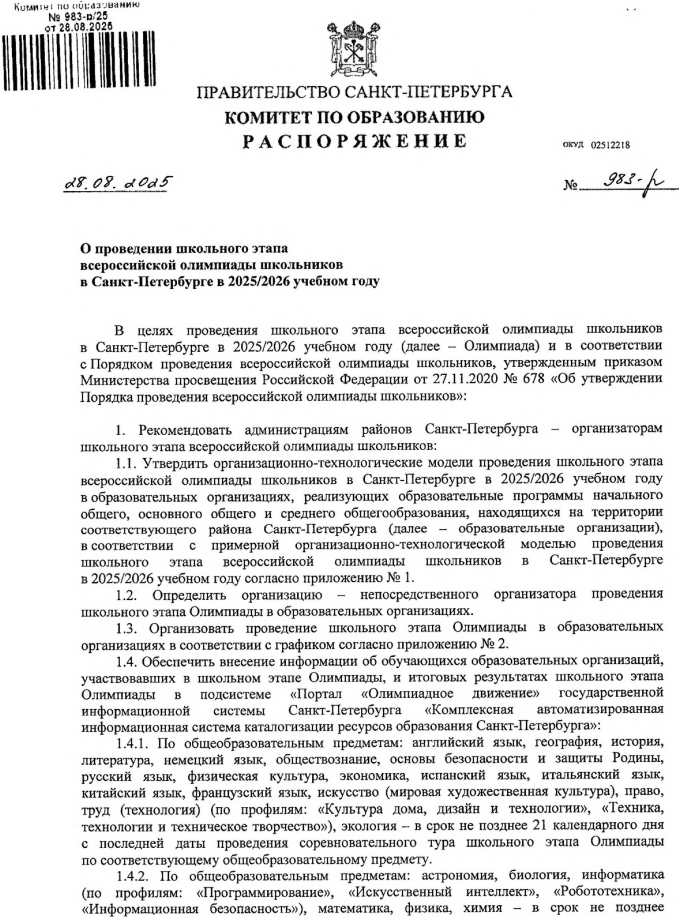 Комитет по образованию
№ 983-р/25
от 28.08.2025
ПРАВИТЕЛЬСТВО САНКТ-ПЕТЕРБУРГА
КОМИТЕТ ПО ОБРАЗОВАНИЮ
РАСПОРЯЖЕНИЕ
ОКУД 02512218
28.08.2025
№ 983-р
О проведении школьного этапа
всероссийской олимпиады школьников
в Санкт-Петербурге в 2025/2026 учебном году
В целях проведения школьного этапа всероссийской олимпиады школьников
в Санкт-Петербурге в 2025/2026 учебном году (далее – Олимпиада) и в соответствии
с Порядком проведения всероссийской олимпиады школьников, утвержденным приказом
Министерства просвещения Российской Федерации от 27.11.2020 № 678 «Об утверждении
Порядка проведения всероссийской олимпиады школьников»:
1. Рекомендовать администрациям районов Санкт-Петербурга – организаторам
школьного этапа всероссийской олимпиады школьников:
1.1. Утвердить организационно-технологические модели проведения школьного этапа
всероссийской олимпиады школьников в Санкт-Петербурге в 2025/2026 учебном году
в образовательных организациях, реализующих образовательные программы начального
общего, основного общего и среднего общего​образования, находящихся на территории
соответствующего района Санкт-Петербурга (далее – образовательные организации),
в соответствии с примерной организационно-технологической моделью проведения
школьного этапа всероссийской олимпиады школьников в Санкт-Петербурге
в 2025/2026 учебном году согласно приложению № 1.
1.2. Определить организацию – непосредственного организатора проведения
школьного этапа Олимпиады в образовательных организациях.
1.3. Организовать проведение школьного этапа Олимпиады в образовательных
организациях в соответствии с графиком согласно приложению № 2.
1.4. Обеспечить внесение информации об обучающихся образовательных организаций,
участвовавших в школьном этапе Олимпиады, и итоговых результатах школьного этапа
Олимпиады в подсистеме «Портал «Олимпиадное движение» государственной
информационной системы Санкт-Петербурга «Комплексная автоматизированная
информационная система каталогизации ресурсов образования Санкт-Петербурга»:
1.4.1. По общеобразовательным предметам: английский язык, география, история,
литература, немецкий язык, обществознание, основы безопасности и защиты Родины,
русский язык, физическая культура, экономика, испанский язык, итальянский язык,
китайский язык, французский язык, искусство (мировая художественная культура), право,
труд (технология) (по профилям: «Культура дома, дизайн и технологии», «Техника,
технологии и техническое творчество»), экология – в срок не позднее 21 календарного дня
с последней даты проведения соревновательного тура школьного этапа Олимпиады
по соответствующему общеобразовательному предмету.
1.4.2. По общеобразовательным предметам: астрономия, биология, информатика
(по профилям: «Программирование», «Искусственный интеллект», «Робототехника»,
«Информационная безопасность»), математика, физика, химия – в срок не позднее